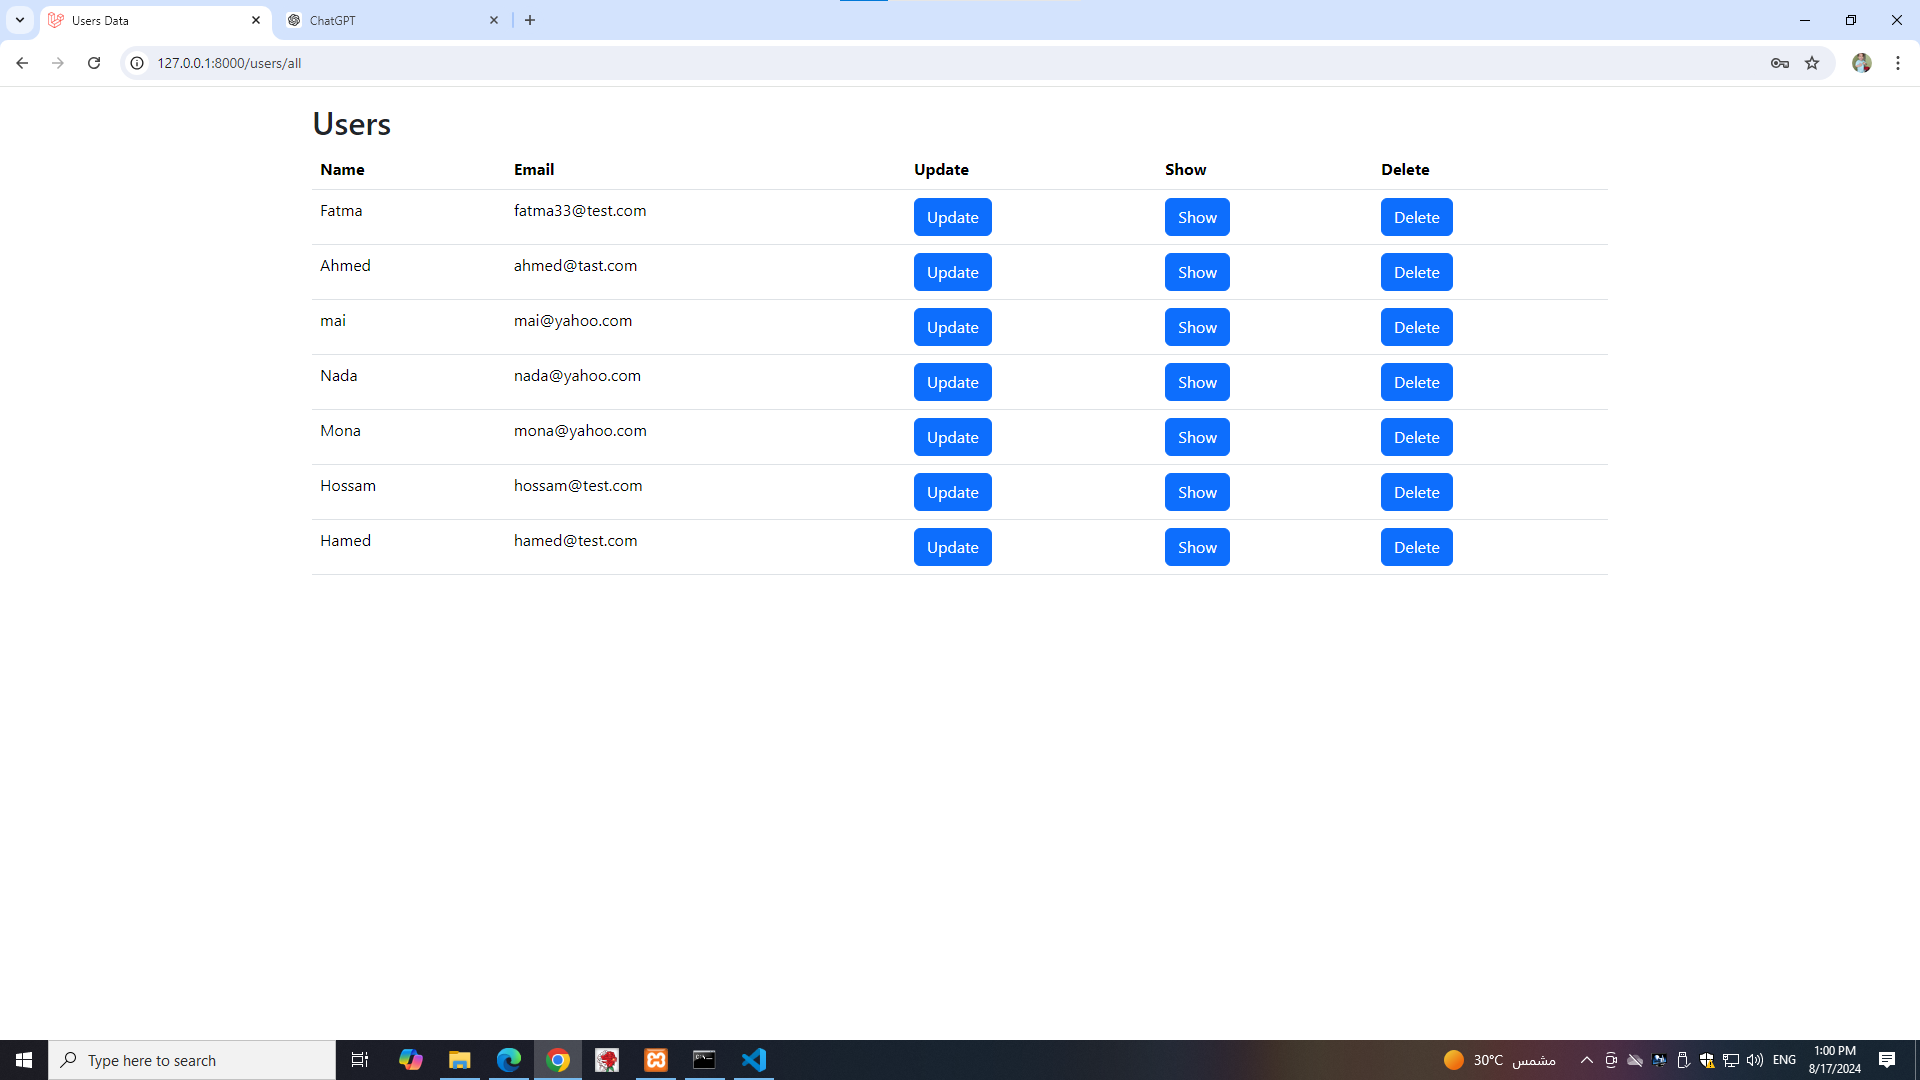 Users Data
ChatGPT
127.0.0.1:8000/users/all
Users
Name Email Update Show Delete
Fatma fatma33@test.com Update Show Delete
Ahmed ahmed@tast.com Update Show Delete
mai mai@yahoo.com Update Show Delete
Nada nada@yahoo.com Update Show Delete
Mona mona@yahoo.com Update Show Delete
Hossam hossam@test.com Update Show Delete
Hamed hamed@test.com Update Show Delete
Type here to search
30°C مشمس
ENG
1:00 PM
8/17/2024